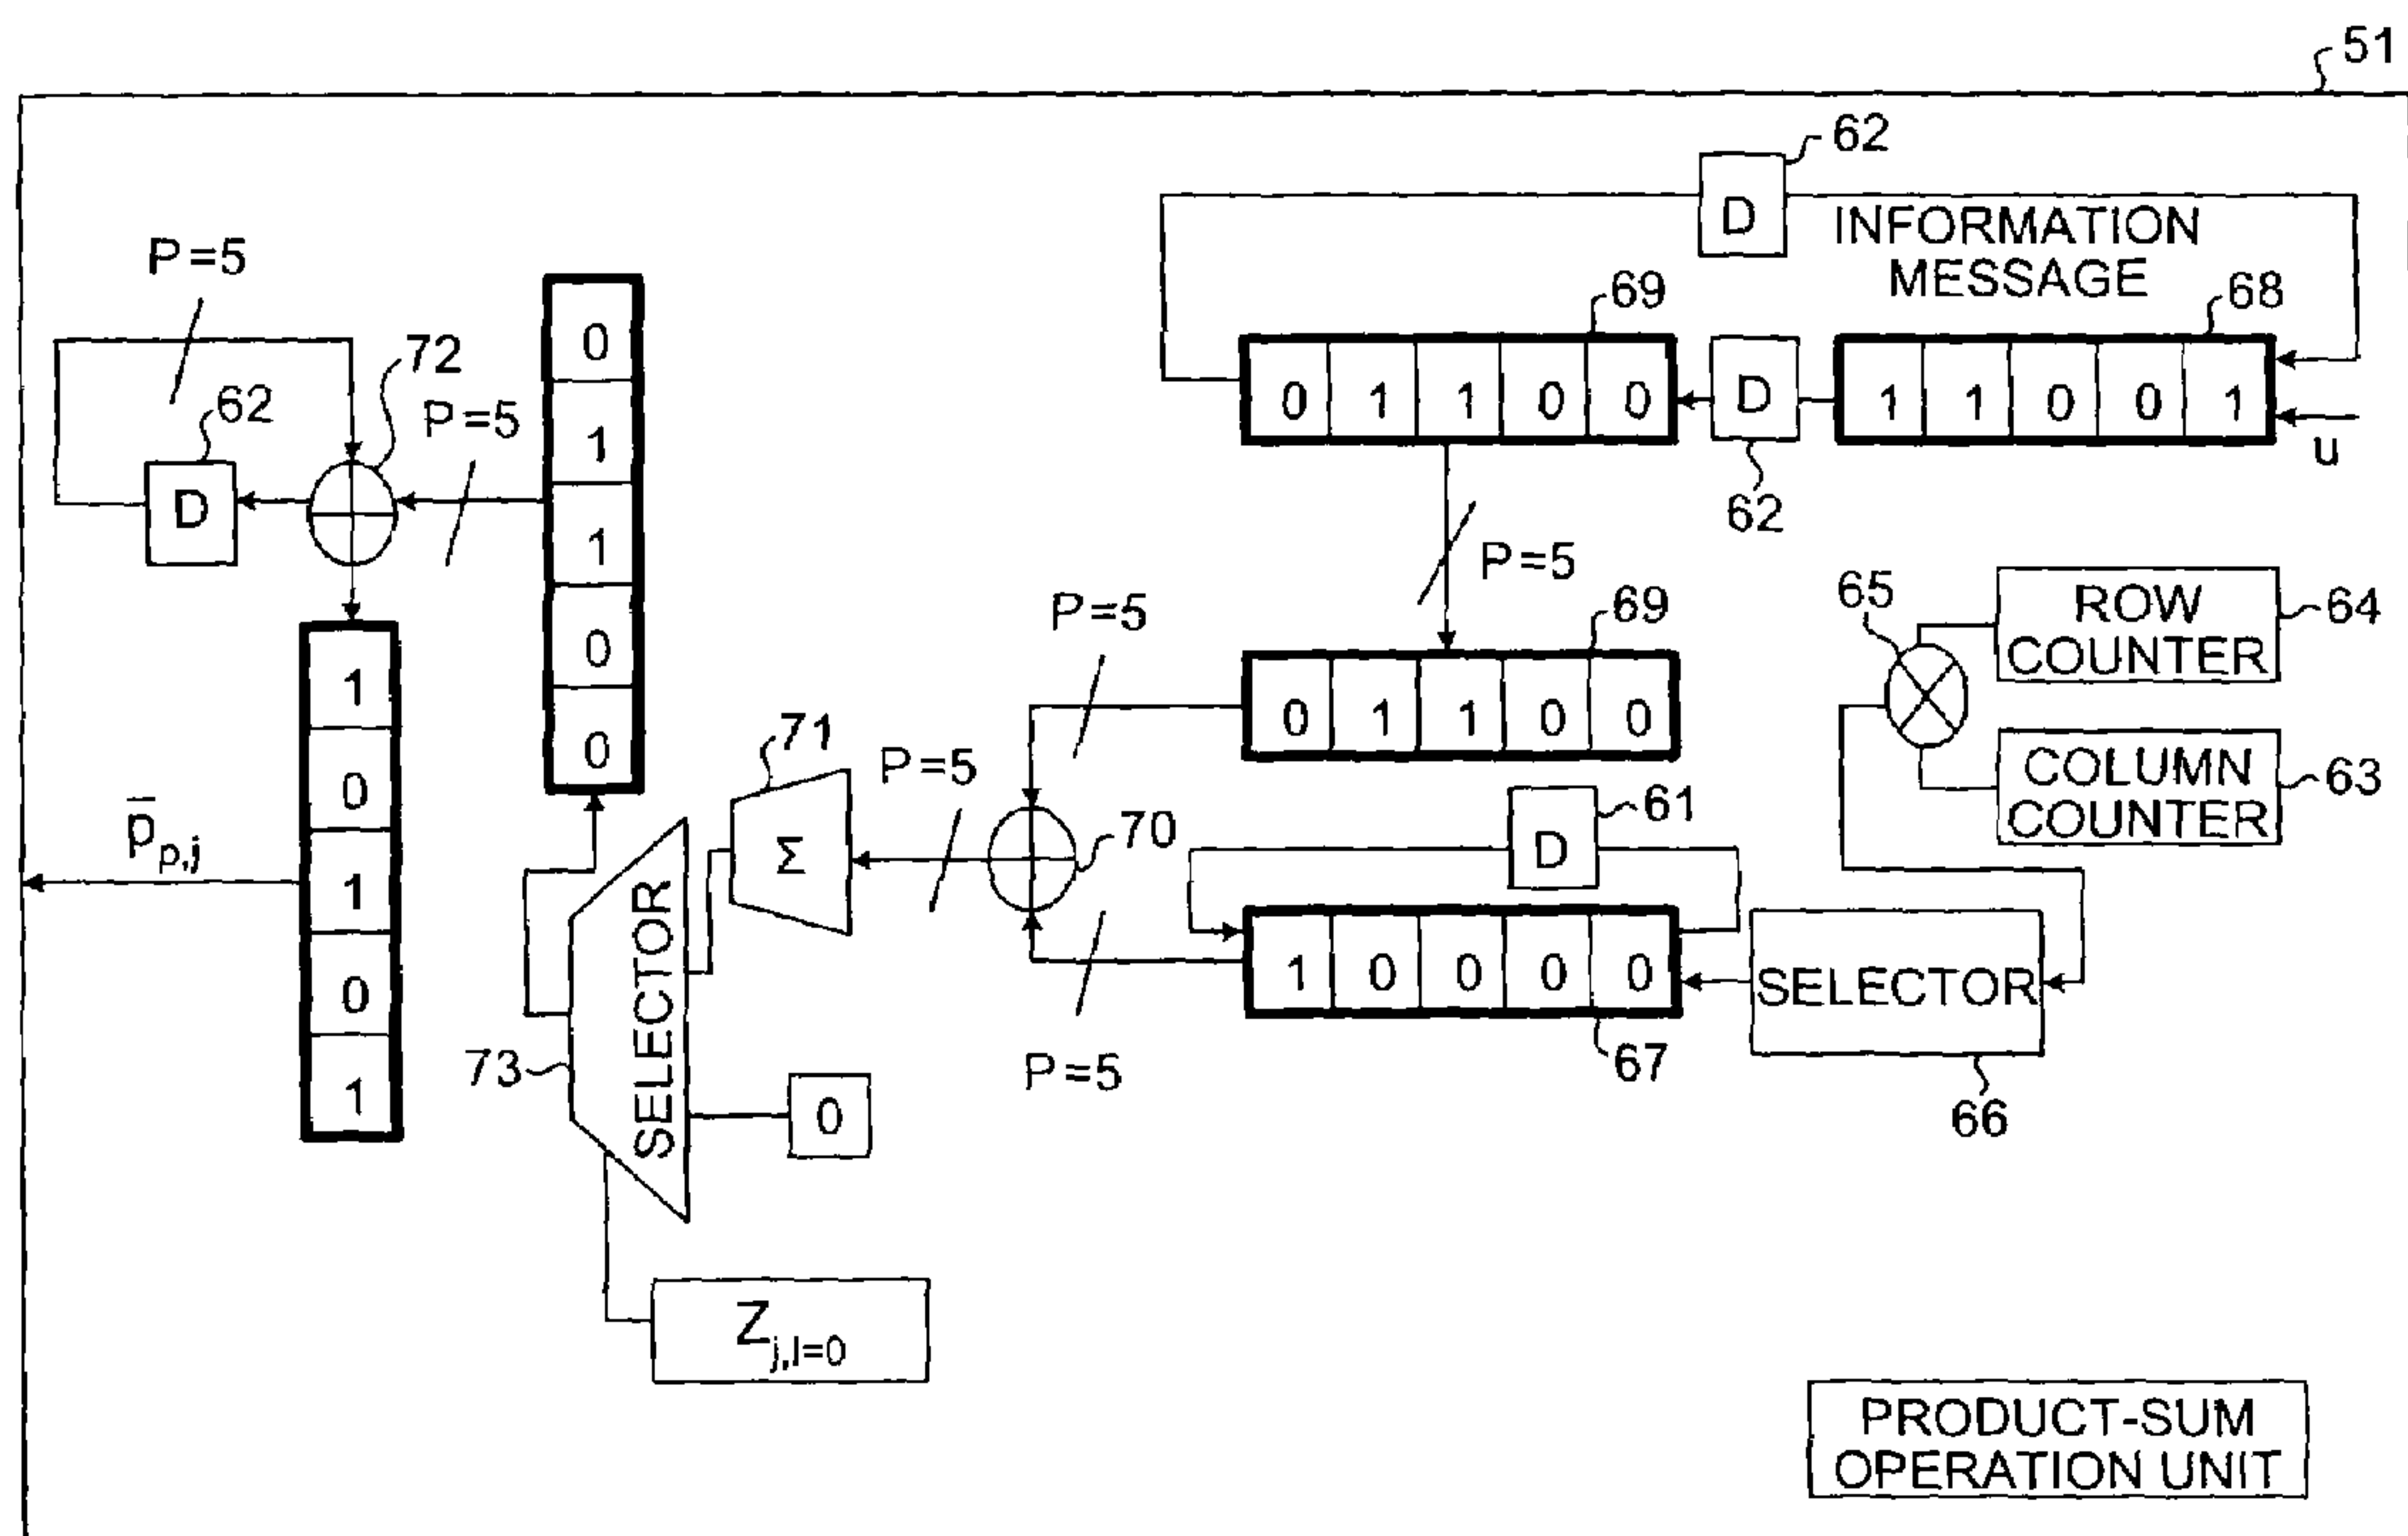 51
62
D
INFORMATION
MESSAGE
P=5
69
68
0
72
0 1 1 0 0
D
1 1 0 0 1
62
P=5
1
u
D
1
62
P=5
65
ROW
COUNTER
64
P=5
69
0
1
71
0 1 1 0 0
0
0
P=5
61
COLUMN
COUNTER
63
p̄p,j
Σ
70
D
1
SELECTOR
1 0 0 0 0
SELECTOR
0
73
P=5
67
1
0
66
Zj,l=0
PRODUCT-SUM
OPERATION UNIT